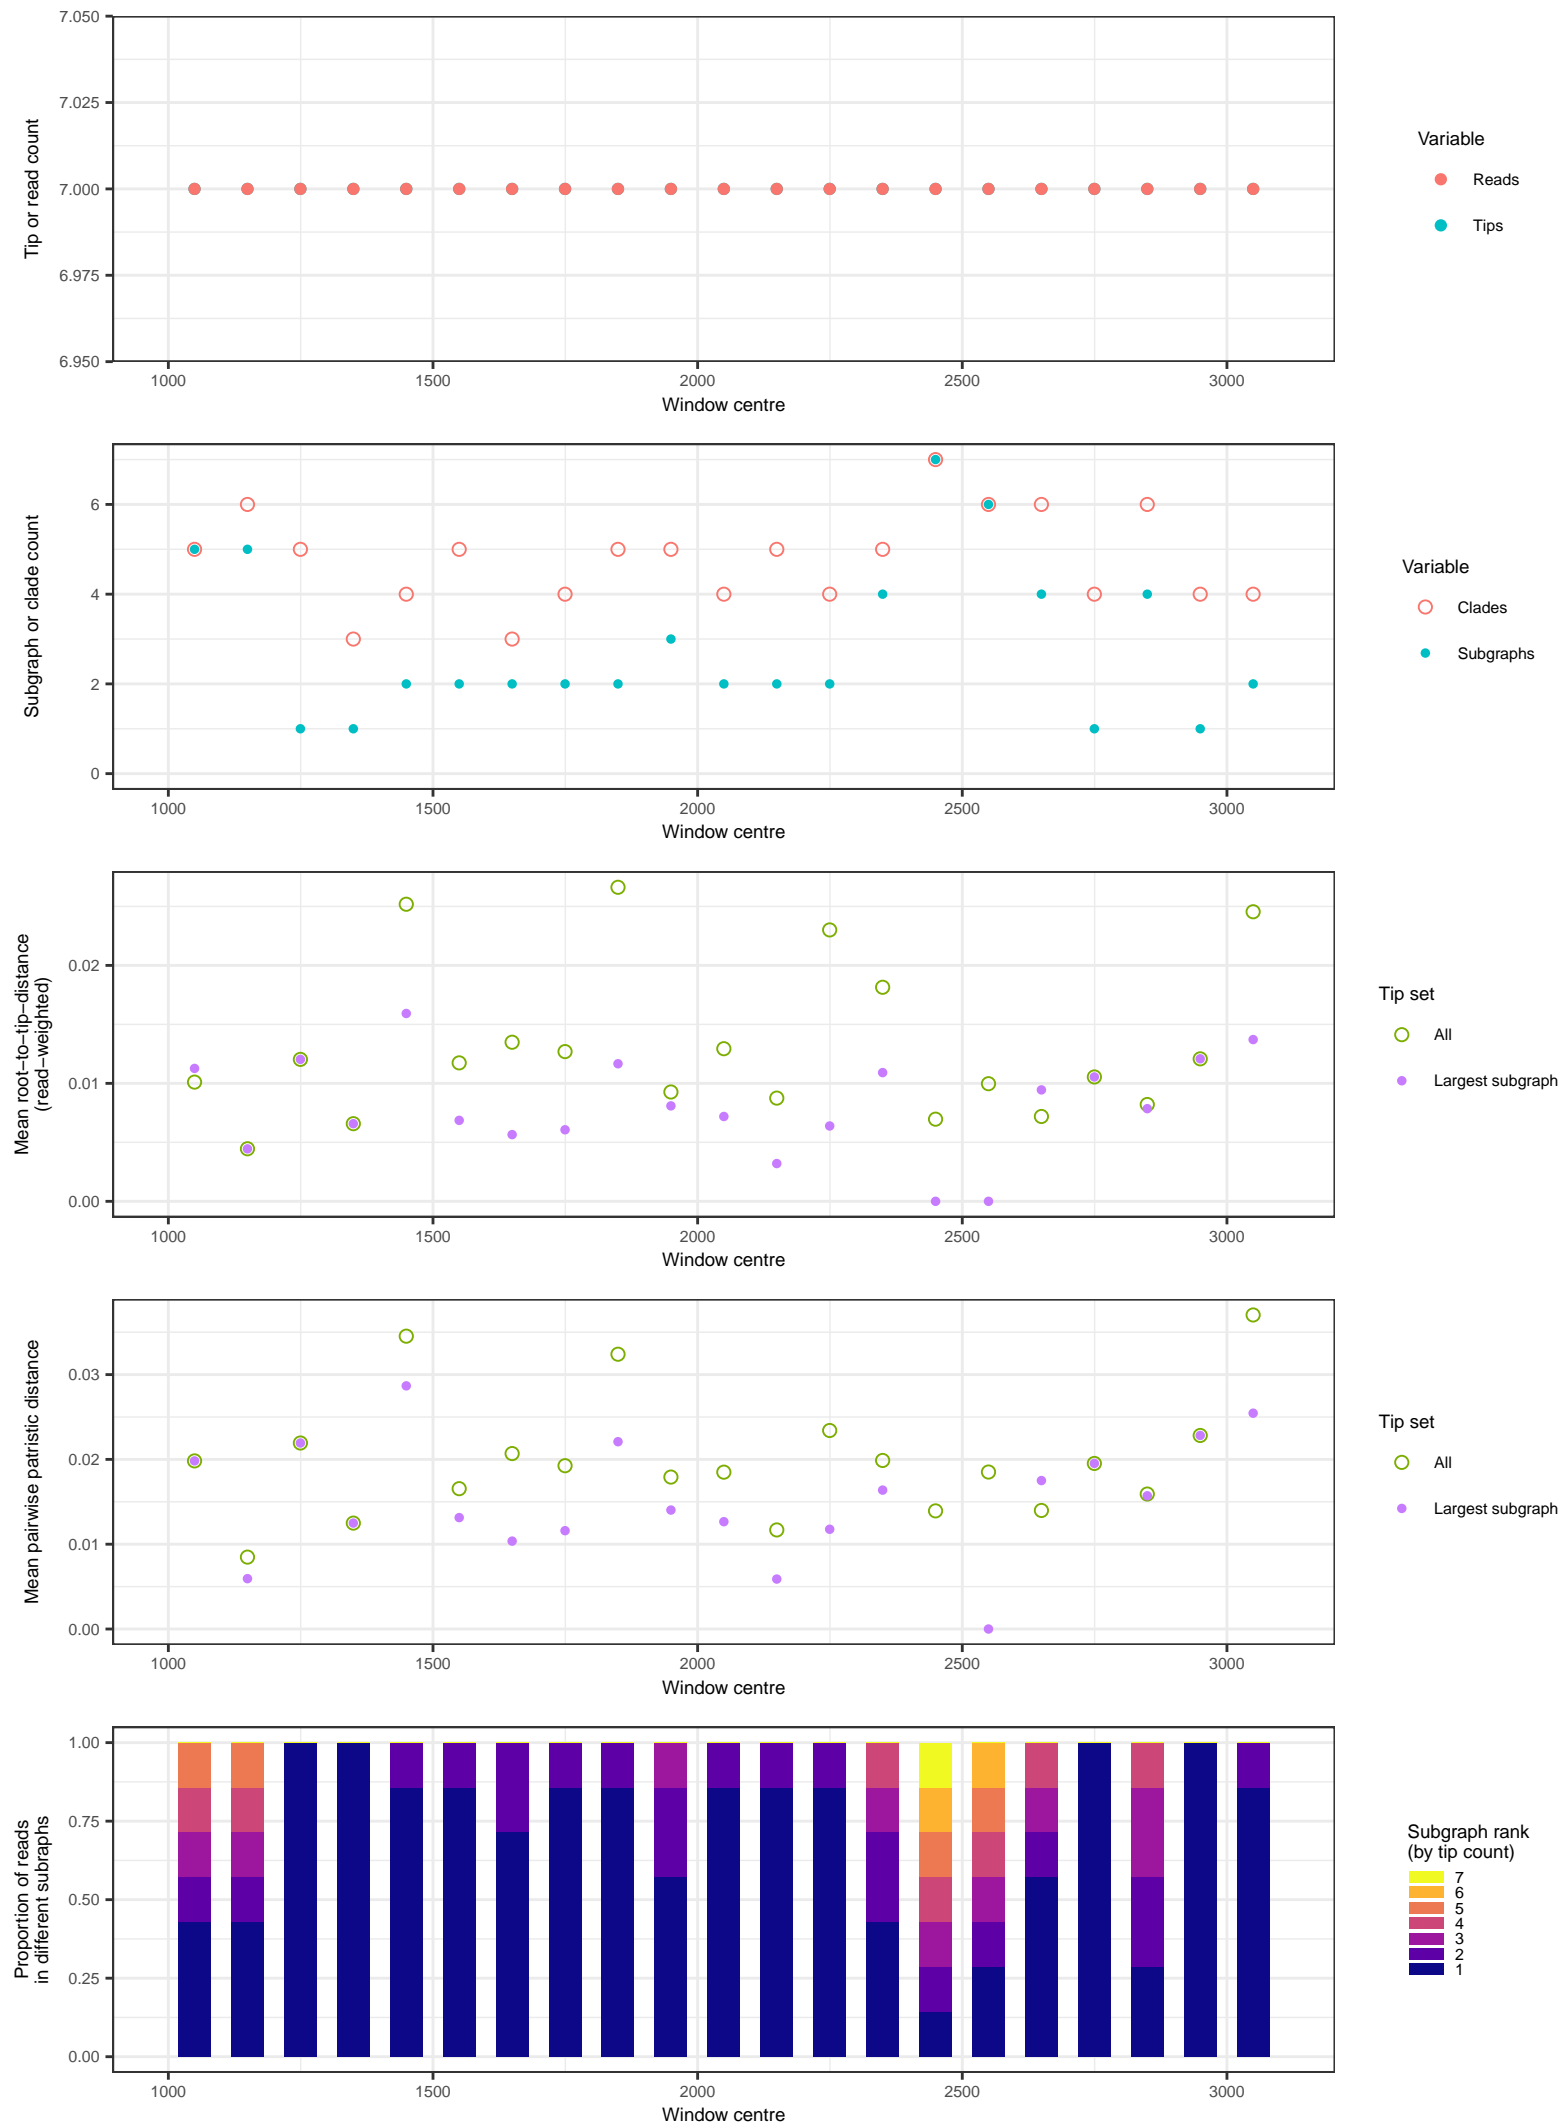 7.050
7.025
7.000
6.975
6.950
Tip or read count
1000 1500 2000 2500 3000
Window centre
Variable
Reads
Tips
6
4
2
0
Subgraph or clade count
1000 1500 2000 2500 3000
Window centre
Variable
Clades
Subgraphs
0.02
0.01
0.00
Mean root−to−tip−distance
(read−weighted)
1000 1500 2000 2500 3000
Window centre
Tip set
All
Largest subgraph
0.03
0.02
0.01
0.00
Mean pairwise patristic distance
1000 1500 2000 2500 3000
Window centre
Tip set
All
Largest subgraph
1.00
0.75
0.50
0.25
0.00
Proportion of reads
in different subraphs
1000 1500 2000 2500 3000
Window centre
Subgraph rank
(by tip count)
7
6
5
4
3
2
1